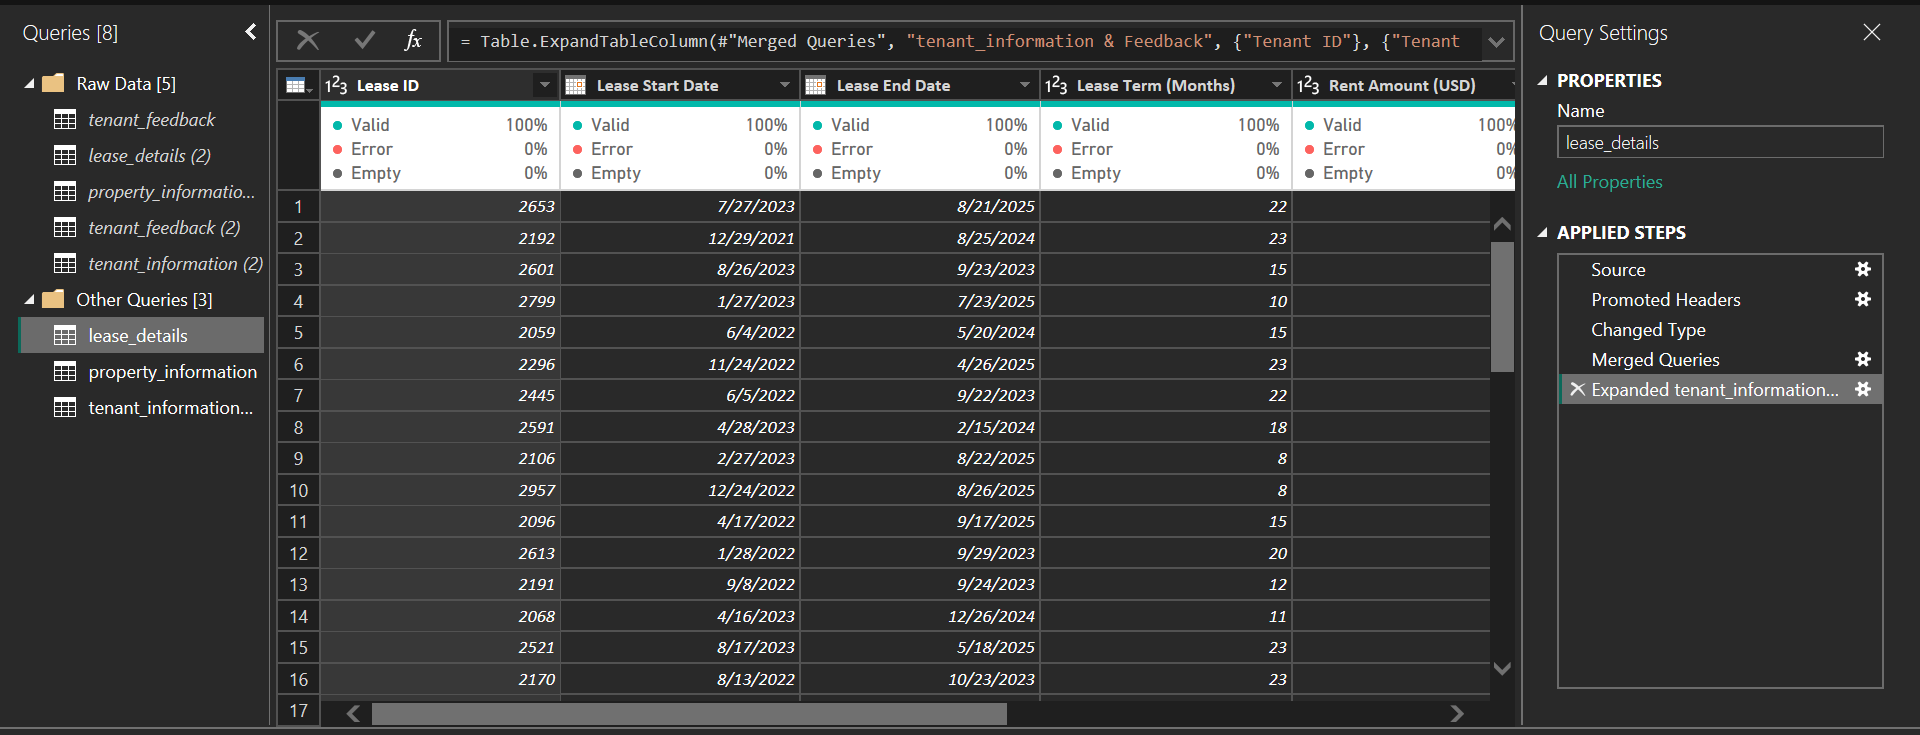 Queries [8]
Raw Data [5]
tenant_feedback
lease_details (2)
property_informatio...
tenant_feedback (2)
tenant_information (2)
Other Queries [3]
lease_details
property_information
tenant_information...
fx
= Table.ExpandTableColumn(#"Merged Queries", "tenant_information & Feedback", {"Tenant ID"}, {"Tenant
123 Lease ID Lease Start Date Lease End Date 123 Lease Term (Months) 123 Rent Amount (USD)
Valid 100% Valid 100% Valid 100% Valid 100% Valid 100%
Error 0% Error 0% Error 0% Error 0% Error 0%
Empty 0% Empty 0% Empty 0% Empty 0% Empty 0%
1 2653 7/27/2023 8/21/2025 22
2 2192 12/29/2021 8/25/2024 23
3 2601 8/26/2023 9/23/2023 15
4 2799 1/27/2023 7/23/2025 10
5 2059 6/4/2022 5/20/2024 15
6 2296 11/24/2022 4/26/2025 23
7 2445 6/5/2022 9/22/2023 22
8 2591 4/28/2023 2/15/2024 18
9 2106 2/27/2023 8/22/2025 8
10 2957 12/24/2022 8/26/2025 8
11 2096 4/17/2022 9/17/2025 15
12 2613 1/28/2022 9/29/2023 20
13 2191 9/8/2022 9/24/2023 12
14 2068 4/16/2023 12/26/2024 11
15 2521 8/17/2023 5/18/2025 23
16 2170 8/13/2022 10/23/2023 23
17
Query Settings
PROPERTIES
Name
lease_details
All Properties
APPLIED STEPS
Source
Promoted Headers
Changed Type
Merged Queries
Expanded tenant_information...